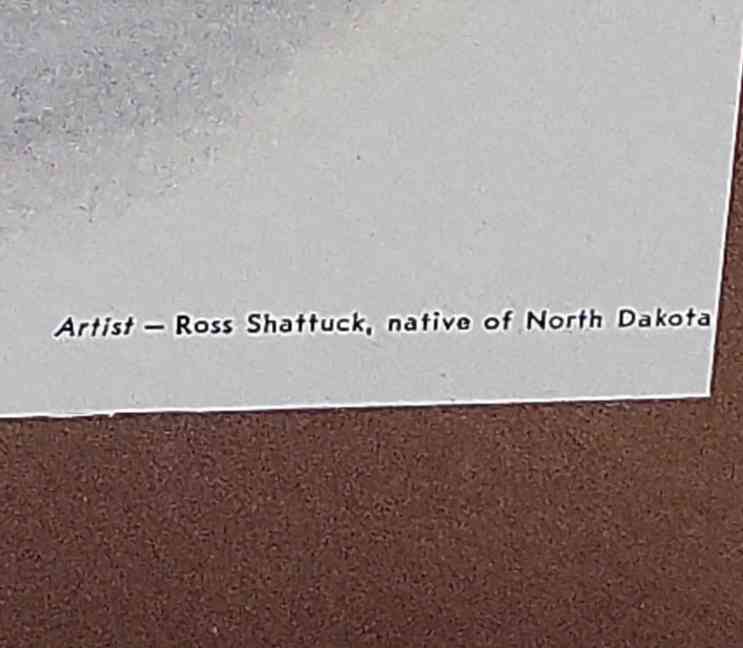 Artist — Ross Shattuck, native of North Dakota